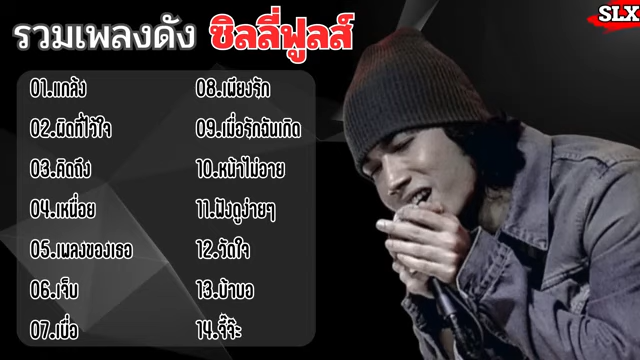 รวมเพลงดัง ซิลลี่ฟูลส์
SLX
01.แกล้ง
02.ผิดที่ไว้ใจ
03.คิดถึง
04.เหนื่อย
05.เพลงของเธอ
06.เจ็บ
07.เบื่อ
08.เพียงรัก
09.เมื่อรักฉันเกิด
10.หน้าไม่อาย
11.ฟังดูง่ายๆ
12.วัดใจ
13.บ้าบอ
14.จิ๊จ๊ะ